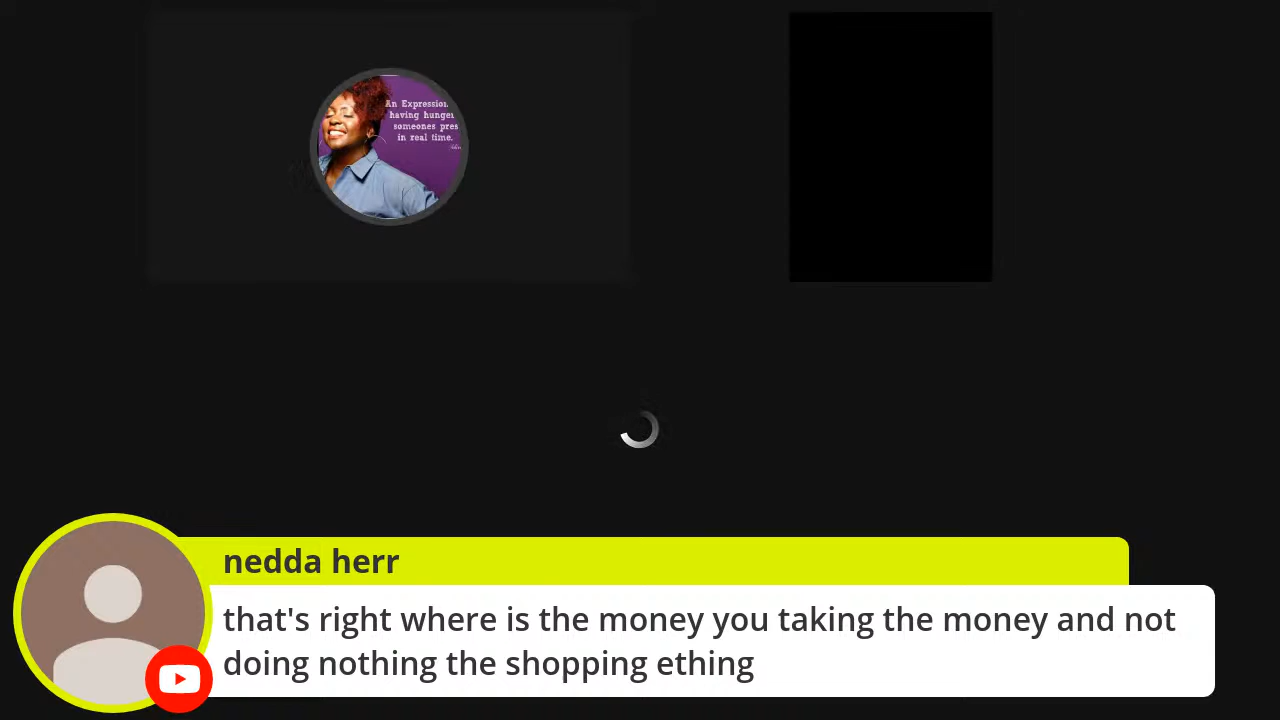 An Expression
having hunger
someones pres
in real time.
nedda herr
that's right where is the money you taking the money and not
doing nothing the shopping ething